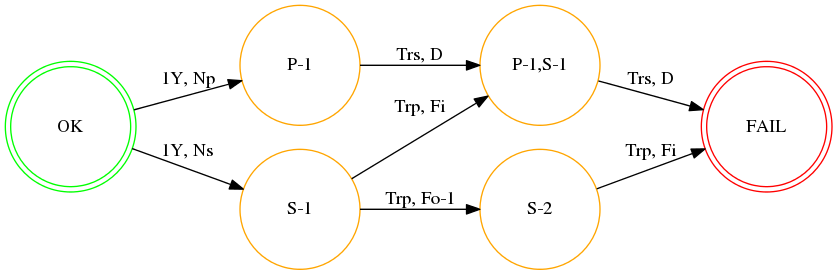 1Y, Np
P-1
Trs, D
P-1,S-1
Trs, D
Trp, Fi
OK
FAIL
1Y, Ns
Trp, Fi
S-1
Trp, Fo-1
S-2